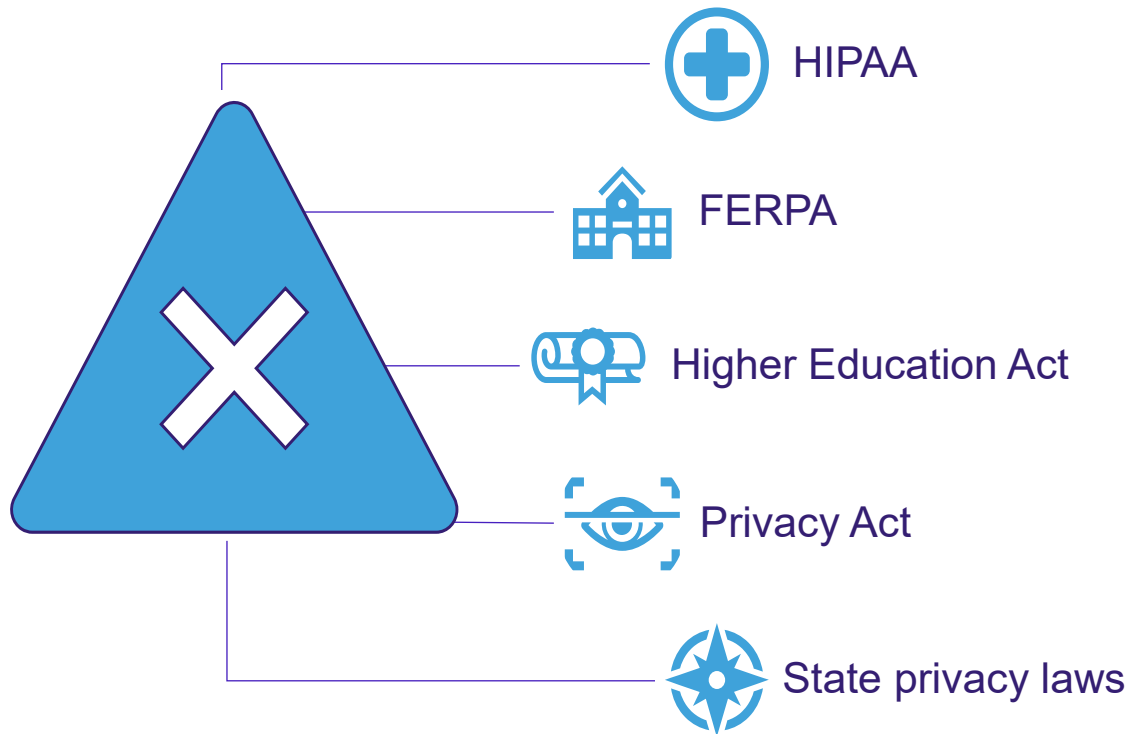 HIPAA
FERPA
Higher Education Act
Privacy Act
State privacy laws